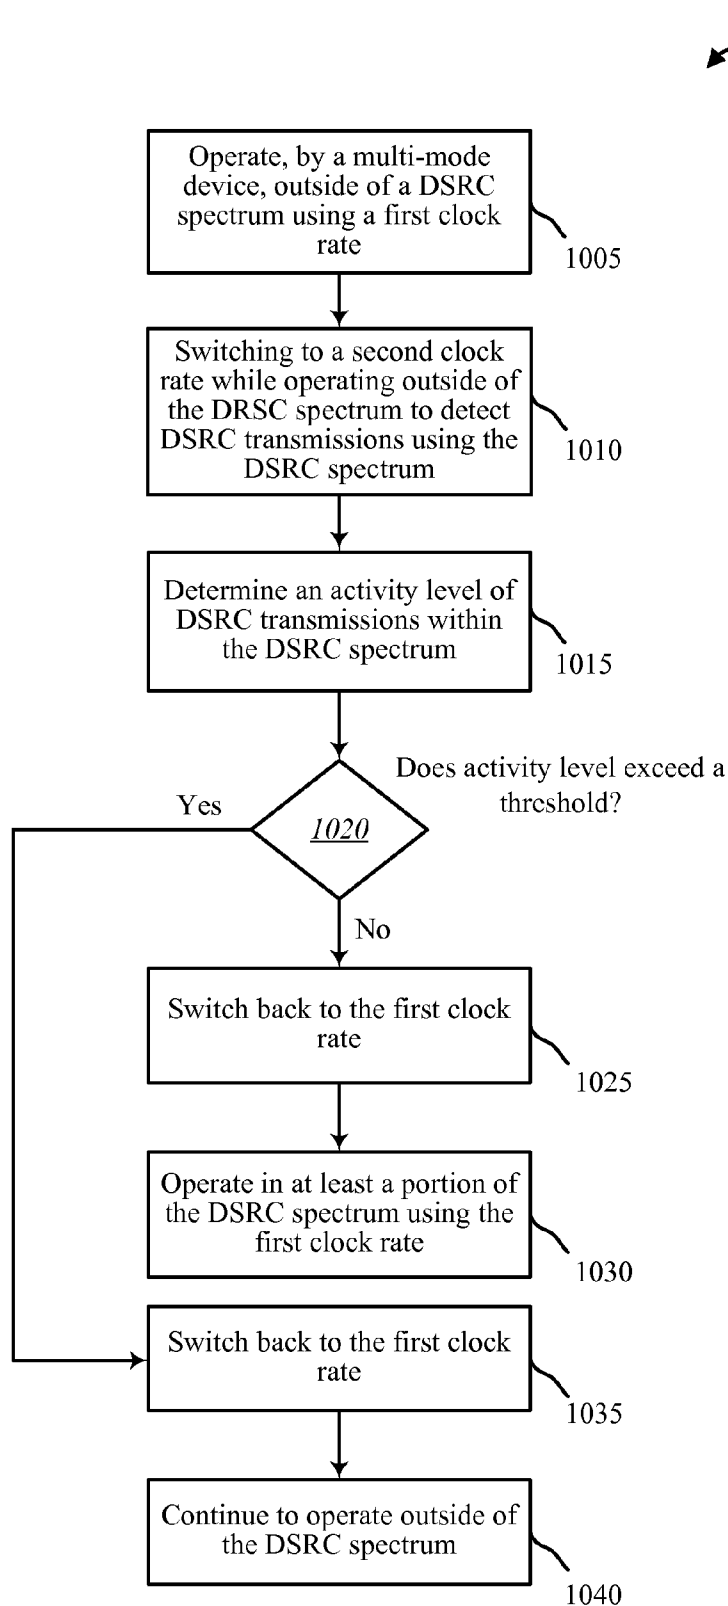 Operate, by a multi-mode
device, outside of a DSRC
spectrum using a first clock
rate
1005
Switching to a second clock
rate while operating outside of
the DRSC spectrum to detect
DSRC transmissions using the
DSRC spectrum
1010
Determine an activity level of
DSRC transmissions within
the DSRC spectrum
1015
Does activity level exceed a
threshold?
Yes
1020
No
Switch back to the first clock
rate
1025
Operate in at least a portion of
the DSRC spectrum using the
first clock rate
1030
Switch back to the first clock
rate
1035
Continue to operate outside of
the DSRC spectrum
1040